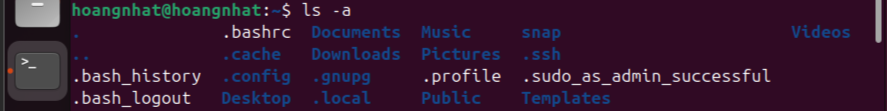 hoangnhat@hoangnhat:~$ ls -a
. .bashrc Documents Music snap Videos
.. .cache Downloads Pictures .ssh
.bash_history .config .gnupg .profile .sudo_as_admin_successful
.bash_logout Desktop .local Public Templates